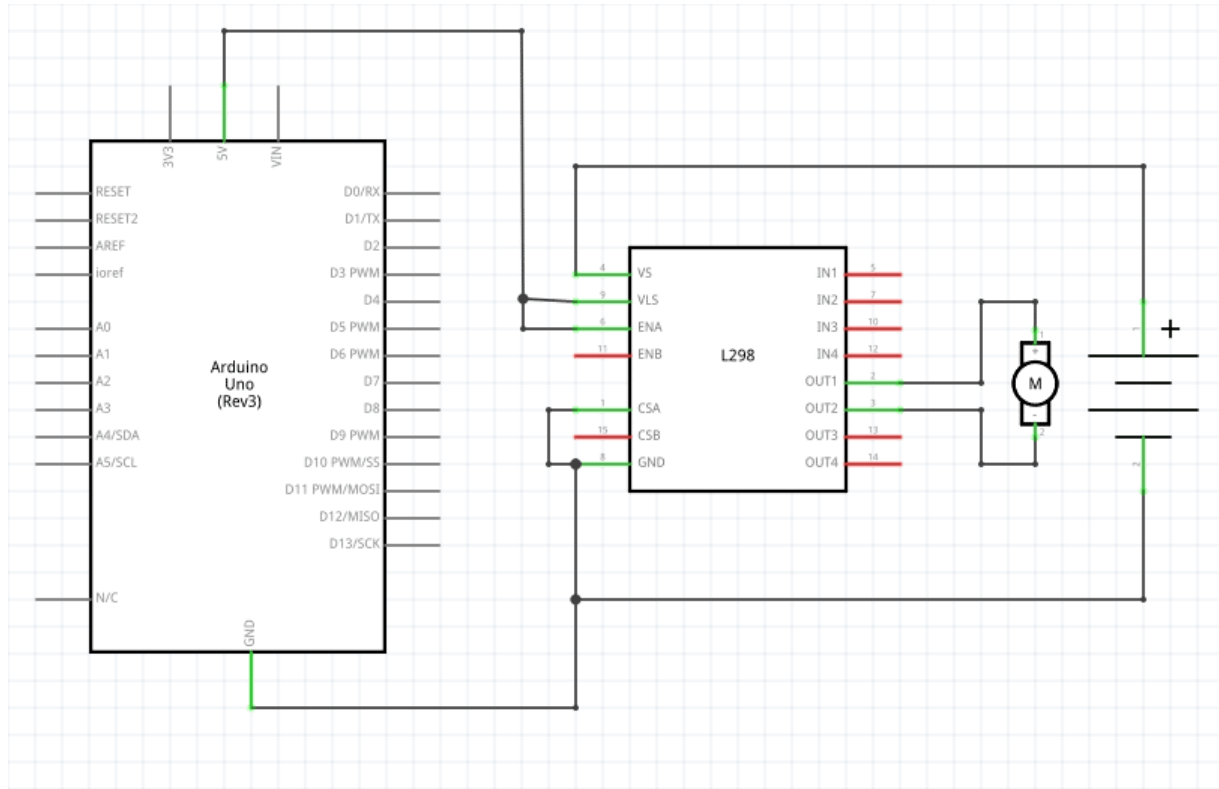 3V3
5V
VIN
RESET
RESET2
AREF
ioref
A0
A1
A2
A3
A4/SDA
A5/SCL
N/C
Arduino
Uno
(Rev3)
D0/RX
D1/TX
D2
D3 PWM
D4
D5 PWM
D6 PWM
D7
D8
D9 PWM
D10 PWM/SS
D11 PWM/MOSI
D12/MISO
D13/SCK
GND
4 VS
9 VLS
6 ENA
11 ENB
1 CSA
15 CSB
8 GND
L298
IN1 5
IN2 7
IN3 10
IN4 12
OUT1 2
OUT2 3
OUT3 13
OUT4 14
1
+
M
-
2
1
+
2